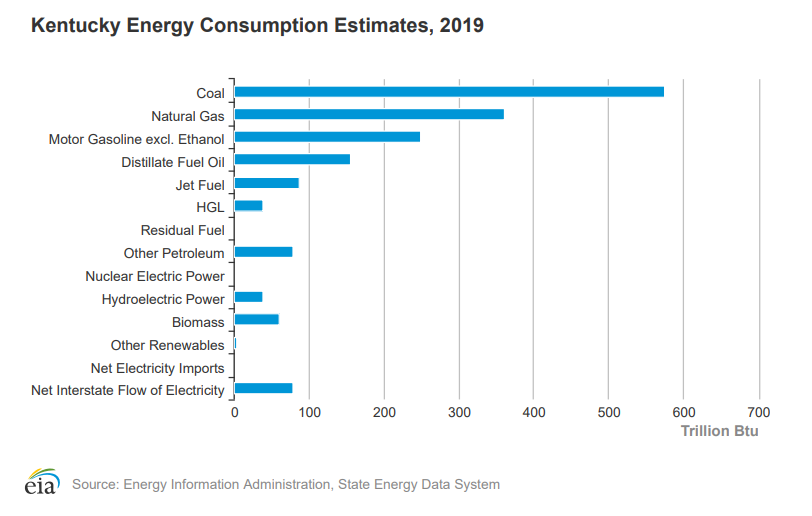 Kentucky Energy Consumption Estimates, 2019
Coal
Natural Gas
Motor Gasoline excl. Ethanol
Distillate Fuel Oil
Jet Fuel
HGL
Residual Fuel
Other Petroleum
Nuclear Electric Power
Hydroelectric Power
Biomass
Other Renewables
Net Electricity Imports
Net Interstate Flow of Electricity
0 100 200 300 400 500 600 700
Trillion Btu
eia Source: Energy Information Administration, State Energy Data System